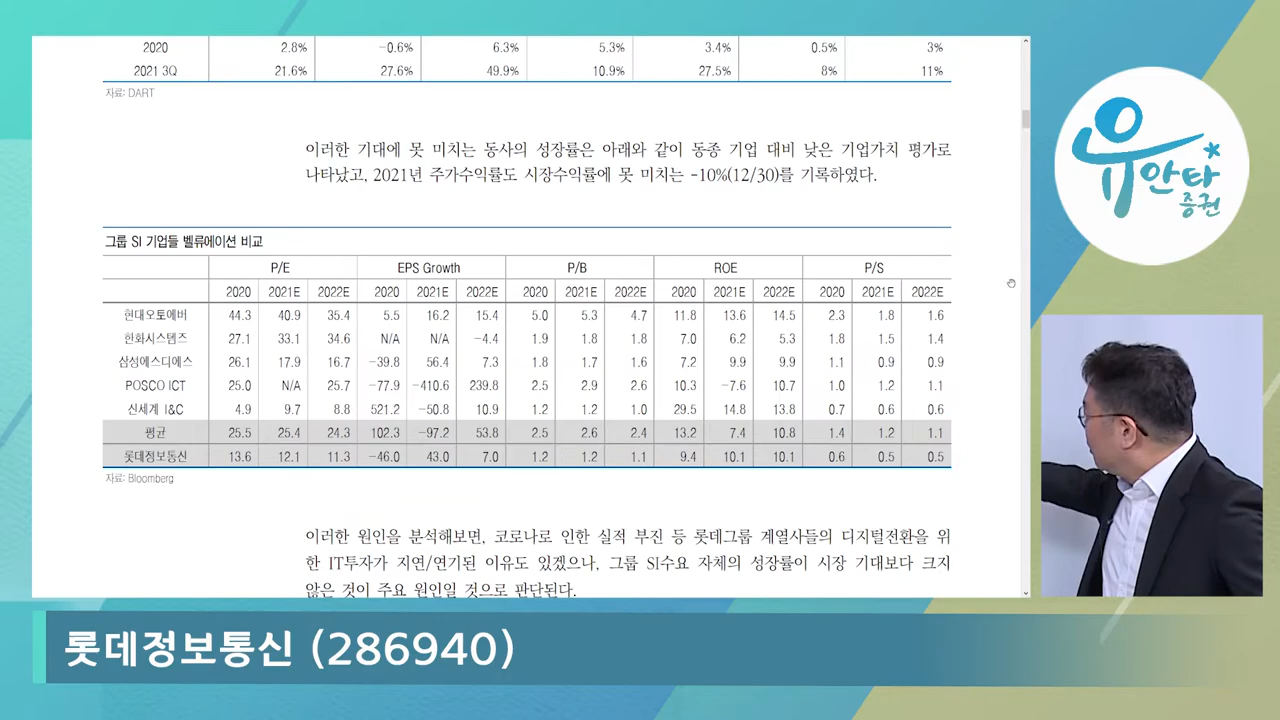 2020 2.8% -0.6% 6.3% 5.3% 3.4% 0.5% 3%
2021 3Q 21.6% 27.6% 49.9% 10.9% 27.5% 8% 11%
자료: DART
이러한 기대에 못 미치는 동사의 성장률은 아래와 같이 동종 기업 대비 낮은 기업가치 평가로
나타났고, 2021년 주가수익률도 시장수익률에 못 미치는 -10%(12/30)를 기록하였다.
그룹 SI 기업들 벨류에이션 비교
P/E EPS Growth P/B ROE P/S
2020 2021E 2022E 2020 2021E 2022E 2020 2021E 2022E 2020 2021E 2022E 2020 2021E 2022E
현대오토에버 44.3 40.9 35.4 5.5 16.2 15.4 5.0 5.3 4.7 11.8 13.6 14.5 2.3 1.8 1.6
한화시스템즈 27.1 33.1 34.6 N/A N/A -4.4 1.9 1.8 1.8 7.0 6.2 5.3 1.8 1.5 1.4
삼성에스디에스 26.1 17.9 16.7 -39.8 56.4 7.3 1.8 1.7 1.6 7.2 9.9 9.9 1.1 0.9 0.9
POSCO ICT 25.0 N/A 25.7 -77.9 -410.6 239.8 2.5 2.9 2.6 10.3 -7.6 10.7 1.0 1.2 1.1
신세계 I&C 4.9 9.7 8.8 521.2 -50.8 10.9 1.2 1.2 1.0 29.5 14.8 13.8 0.7 0.6 0.6
평균 25.5 25.4 24.3 102.3 -97.2 53.8 2.5 2.6 2.4 13.2 7.4 10.8 1.4 1.2 1.1
롯데정보통신 13.6 12.1 11.3 -46.0 43.0 7.0 1.2 1.2 1.1 9.4 10.1 10.1 0.6 0.5 0.5
자료: Bloomberg
이러한 원인을 분석해보면, 코로나로 인한 실적 부진 등 롯데그룹 계열사들의 디지털전환을 위
한 IT투자가 지연/연기된 이유도 있겠으나, 그룹 SI수요 자체의 성장률이 시장 기대보다 크지
않은 것이 주요 원인일 것으로 판단된다.
유안타
증권
롯데정보통신 (286940)